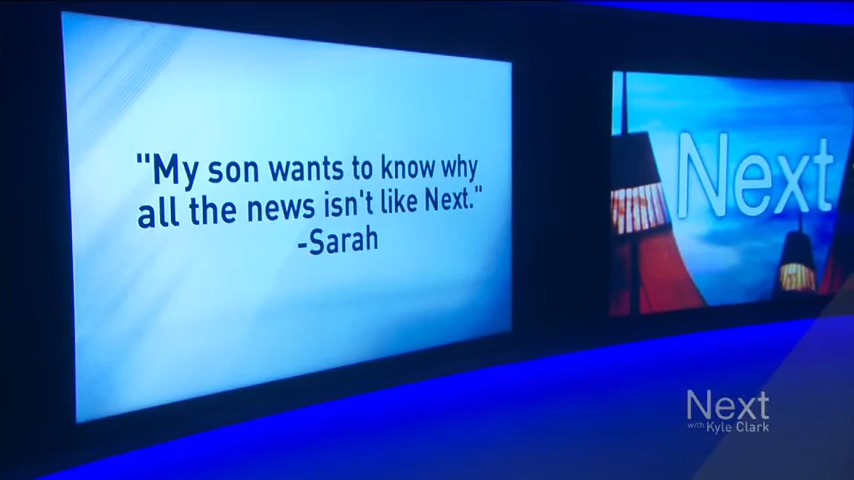 "My son wants to know why
all the news isn't like Next."
-Sarah
Next
Next
with Kyle Clark